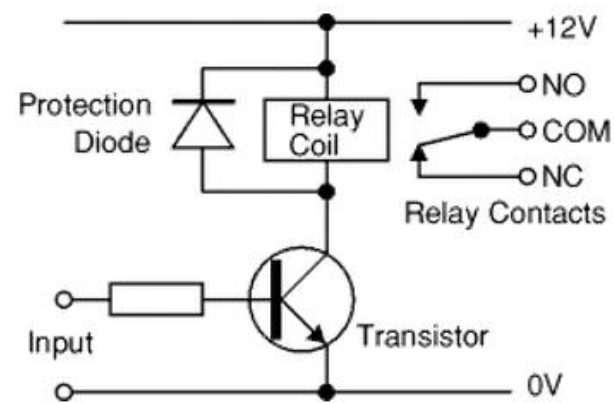 +12V
Protection
Diode
Relay
Coil
NO
COM
NC
Relay Contacts
Input
Transistor
0V